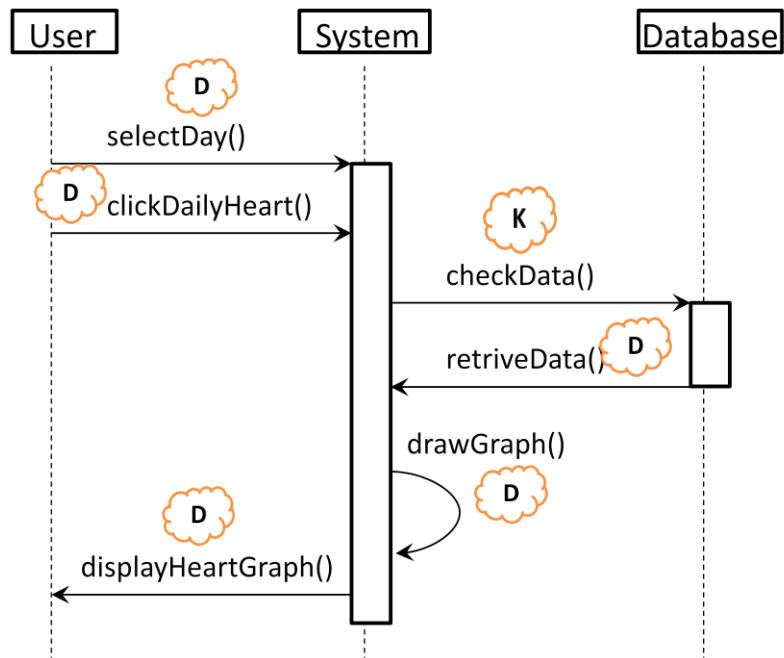 User System Database
D
selectDay()
D
clickDailyHeart()
K
checkData()
D
retriveData()
drawGraph()
D
D
displayHeartGraph()